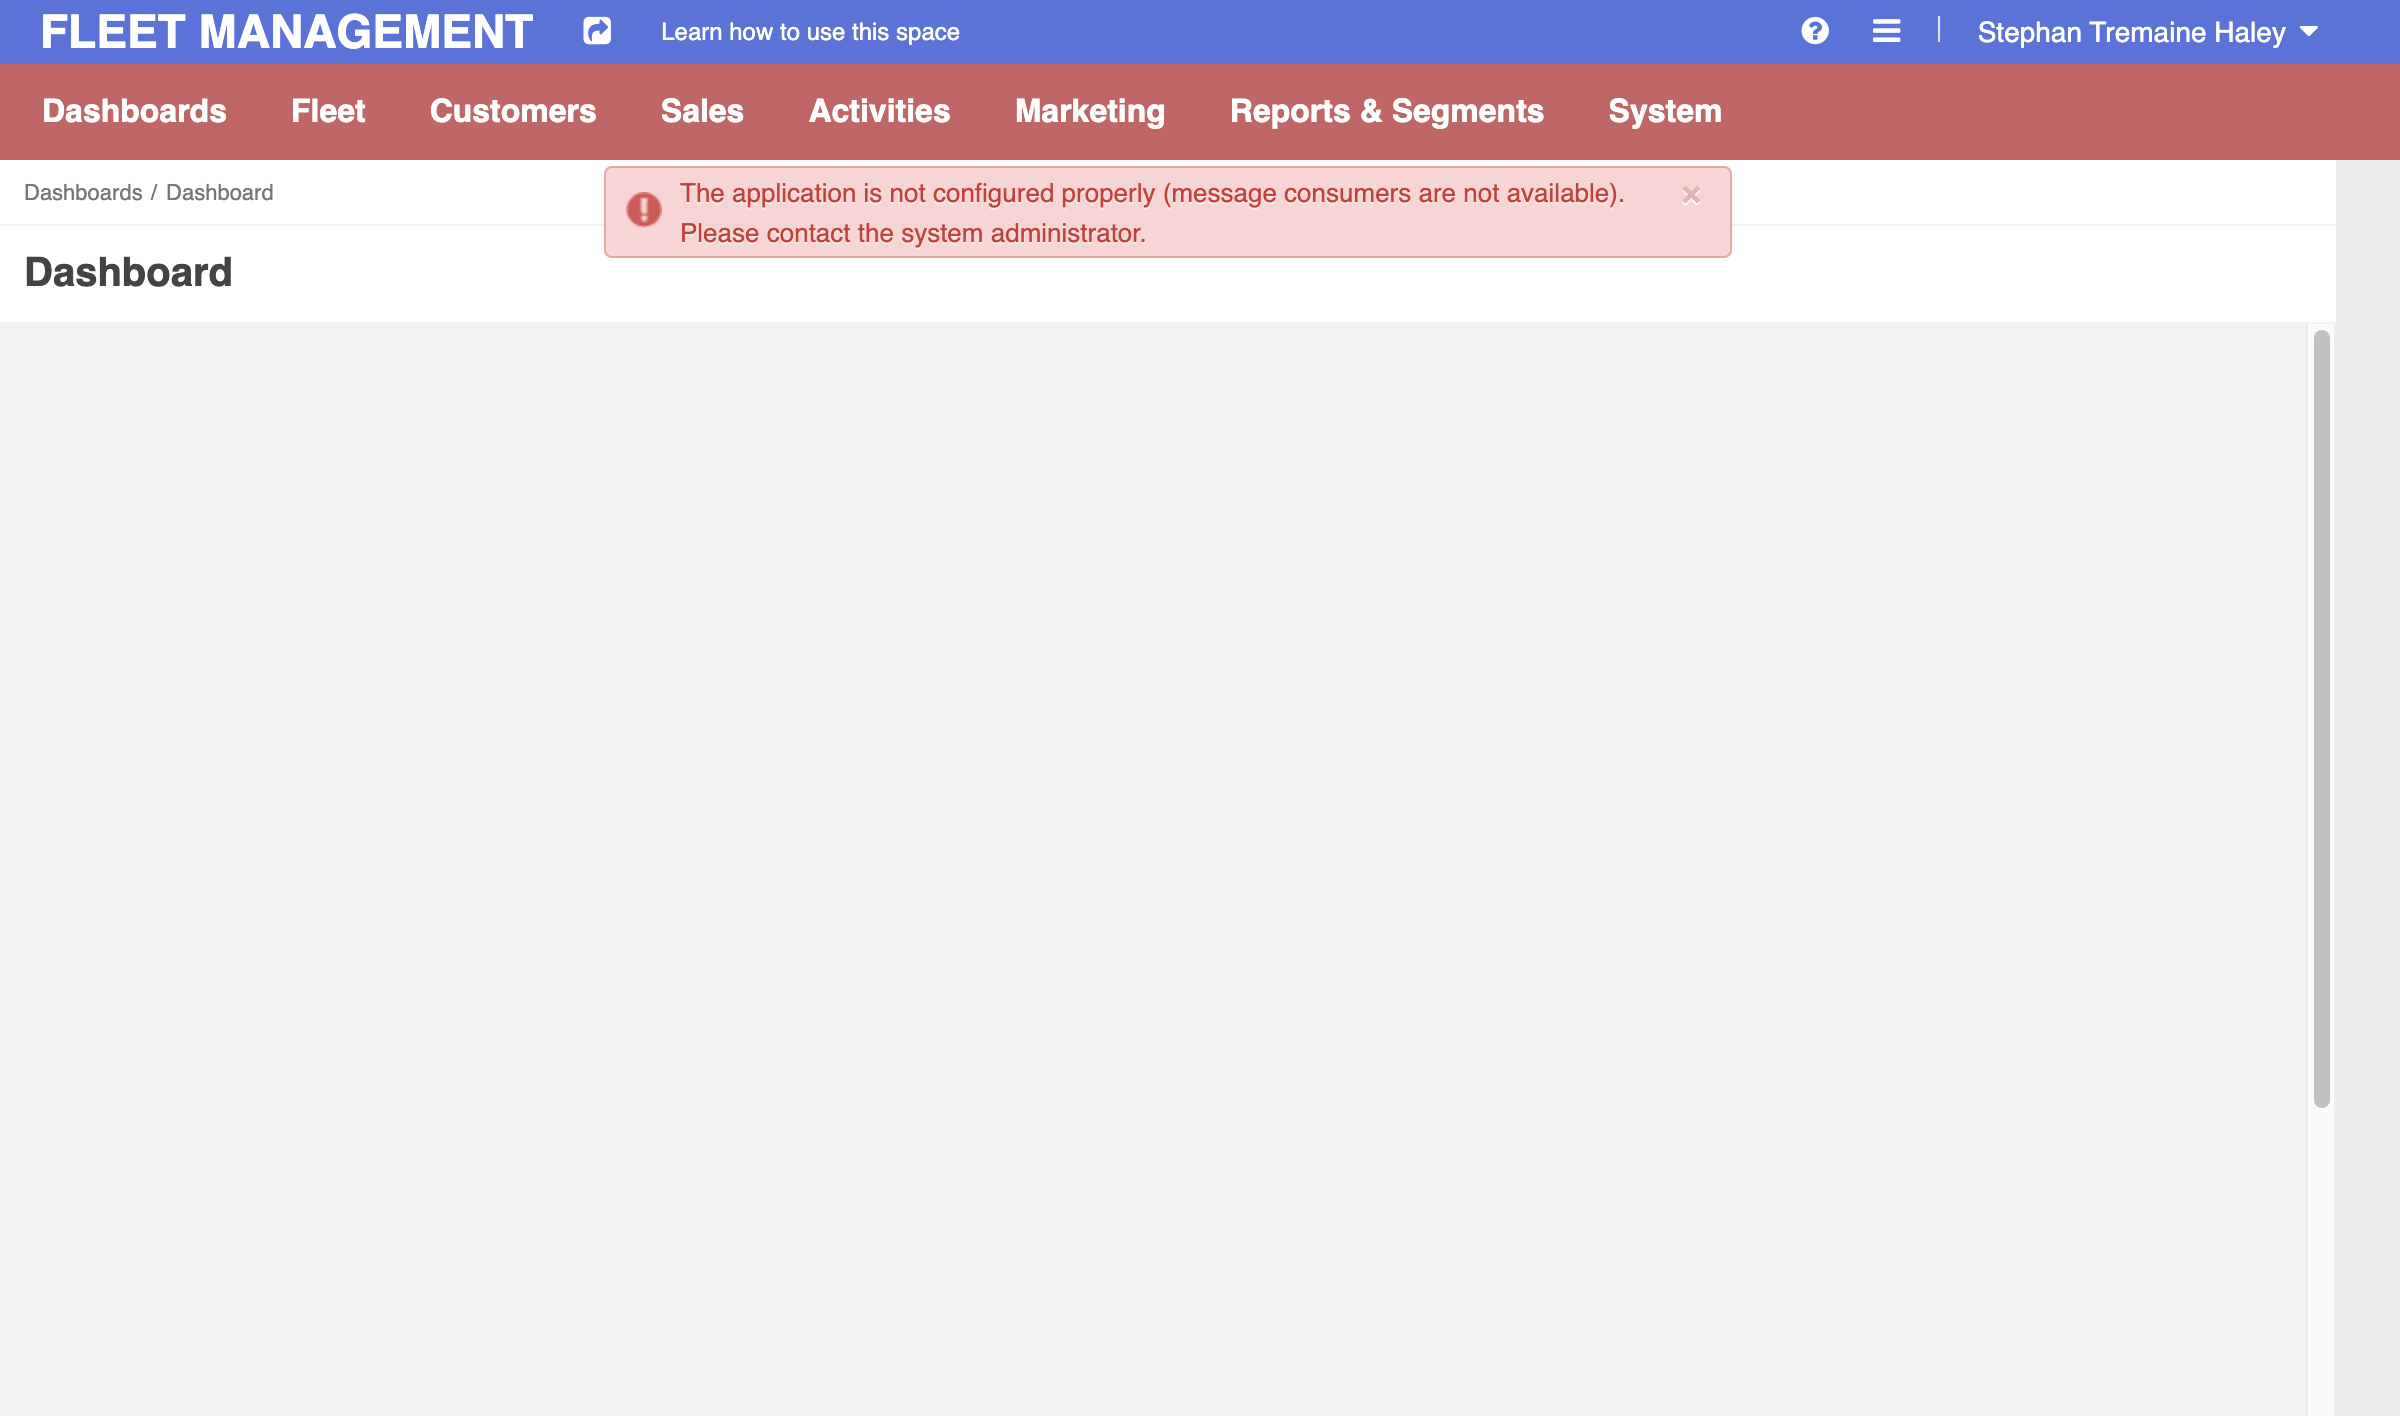 FLEET MANAGEMENT
Learn how to use this space
Stephan Tremaine Haley
Dashboards
Fleet
Customers
Sales
Activities
Marketing
Reports & Segments
System
Dashboards / Dashboard
The application is not configured properly (message consumers are not available).
Please contact the system administrator.
Dashboard